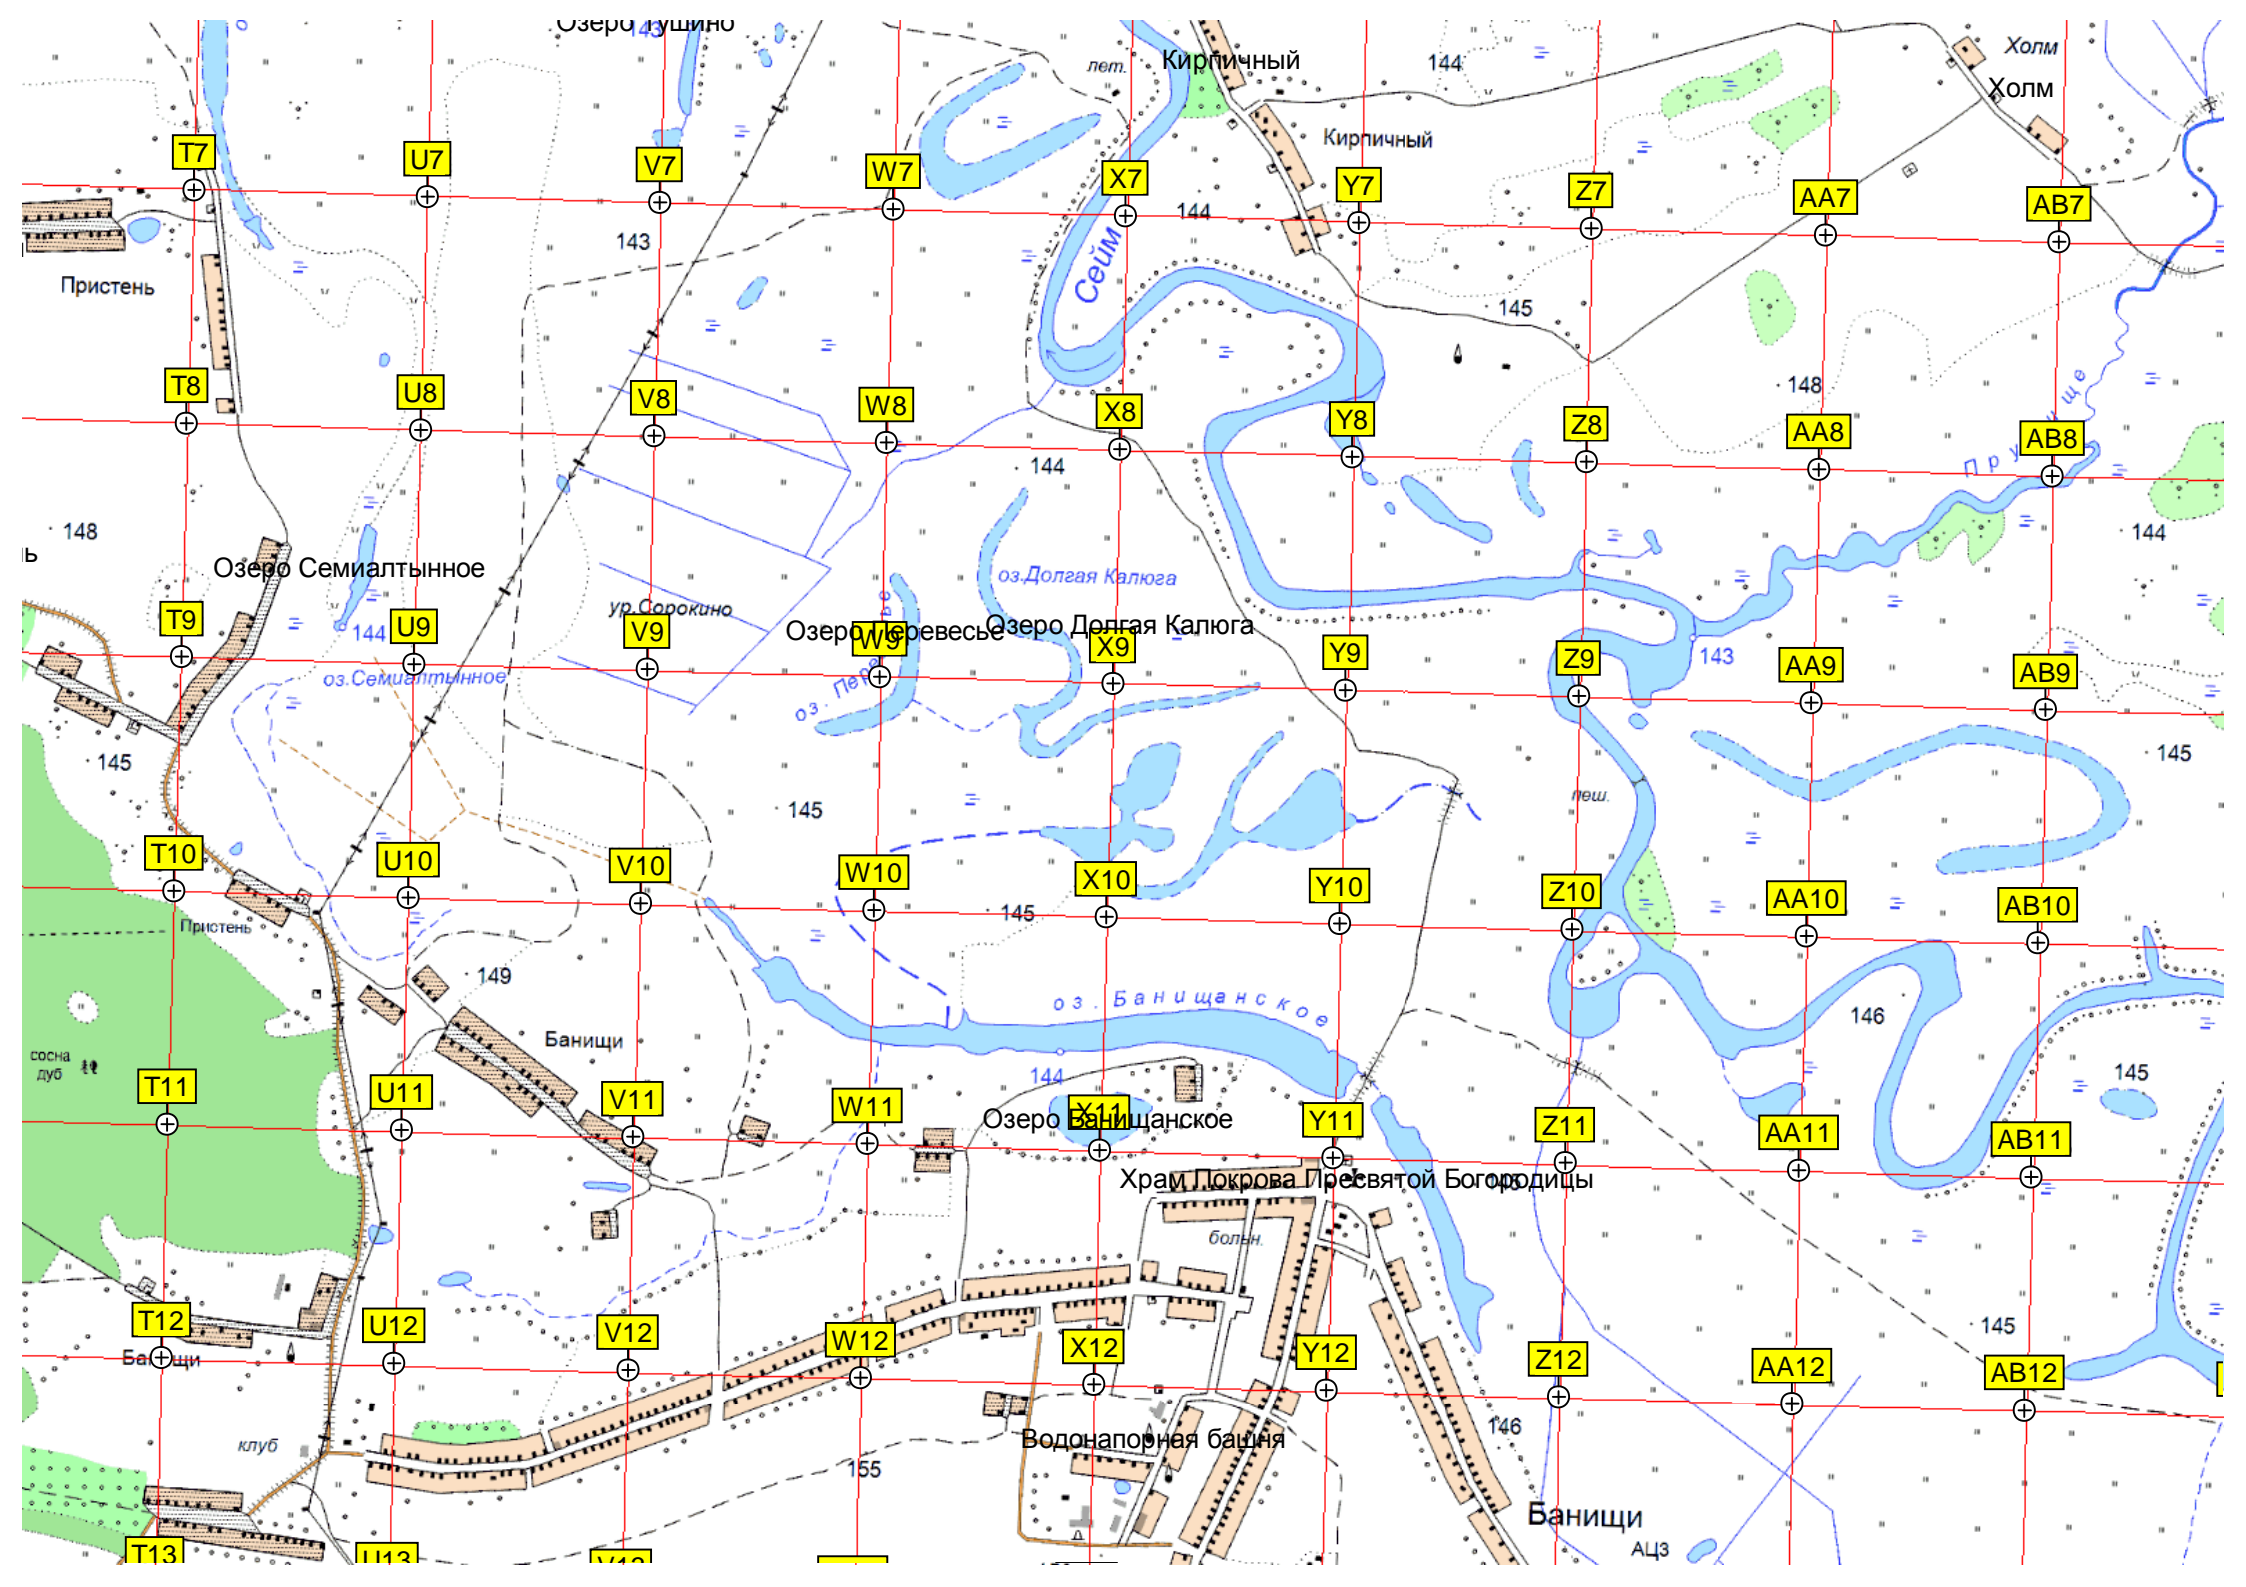 Озеро Тушино
143
Кирпичный
лет.
144
Холм
Холм
Кирпичный
T7
U7
V7
W7
X7
Y7
Z7
AA7
AB7
144
143
Сейм
Пристень
145
148
T8
U8
V8
W8
X8
Y8
Z8
AA8
AB8
144
148
144
ь
Озеро Семиалтынное
оз.Долгая Калюга
ур.Сорокино
T9
U9
V9
W9
X9
Y9
Z9
AA9
AB9
144
Озеро Перевесье
Озеро Долгая Калюга
143
оз.Семиалтынное
145
145
145
пеш.
T10
U10
V10
W10
X10
Y10
Z10
AA10
AB10
145
Пристень
149
оз. Банищанское
146
Банищи
сосна
дуб
144
145
T11
U11
V11
W11
X11
Y11
Z11
AA11
AB11
Озеро Банищанское
Храм Покрова Пресвятой Богородицы
больн.
145
T12
U12
V12
W12
X12
Y12
Z12
AA12
AB12
Банищи
146
клуб
Водонапорная башня
155
Банищи
АЦЗ
T13
U13
V13